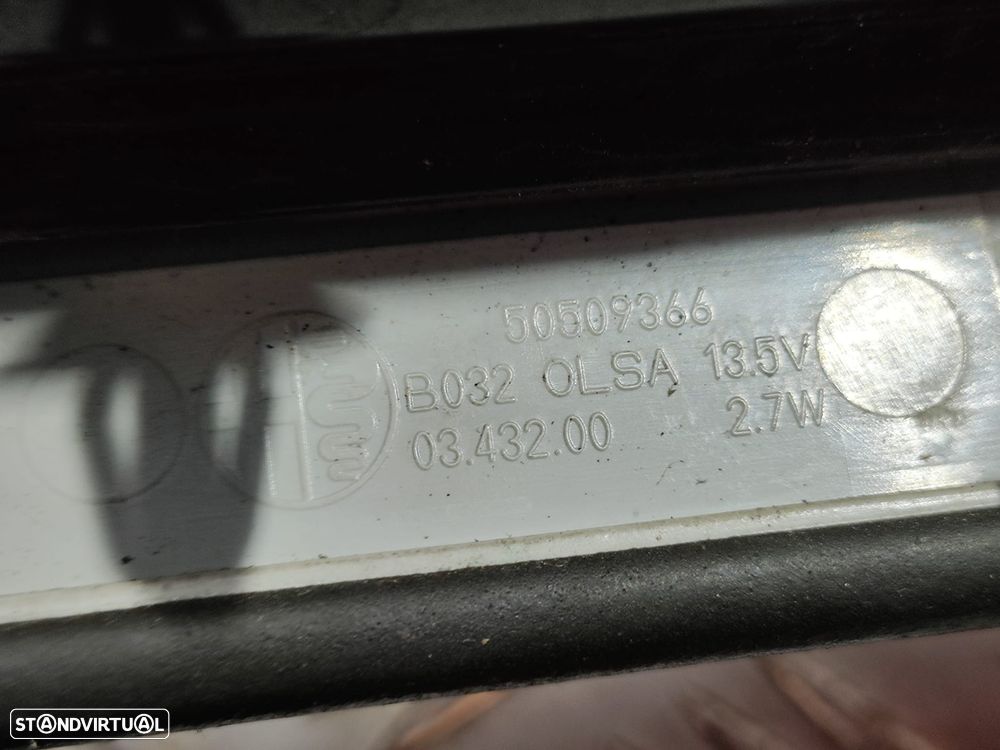 50509366
B032 OLSA 13.5V
03.432.00 2.7W
STANDVIRTUAL